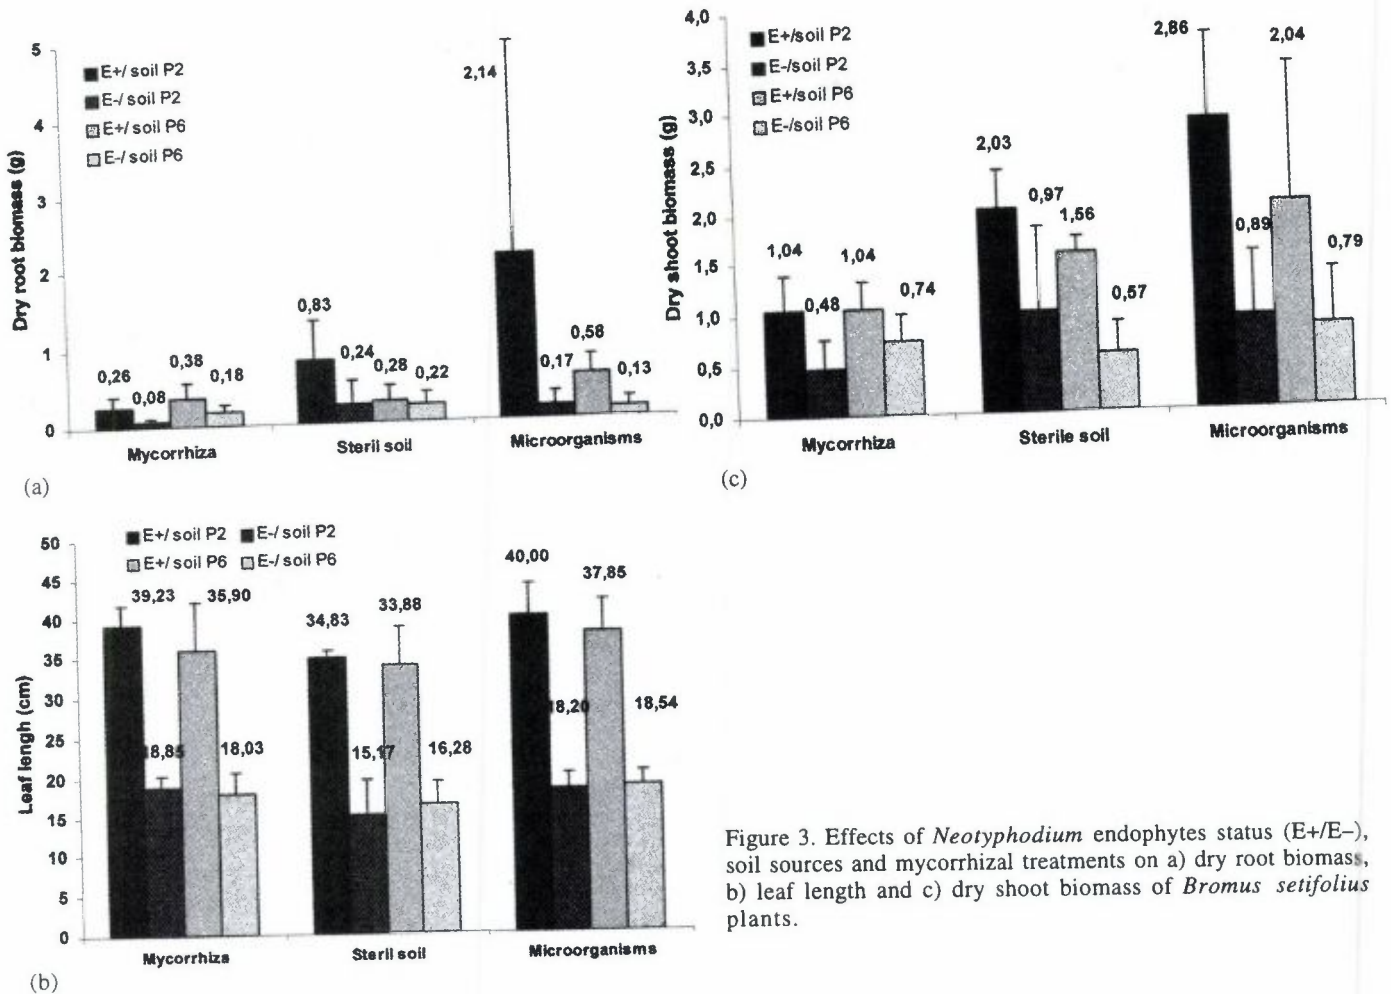 5
4
3
2
1
0
Dry root biomass (g)
E+/ soil P2
E-/ soil P2
E+/ soil P6
E-/ soil P6
0,26
0,08
0,38
0,18
0,83
0,24
0,28
0,22
2,14
0,17
0,58
0,13
Mycorrhiza
Steril soil
Microorganisms
(a)
4,0
3,5
3,0
2,5
2,0
1,5
1,0
0,5
0,0
Dry shoot biomass (g)
E+/soil P2
E-/soil P2
E+/soil P6
E-/soil P6
1,04
0,48
1,04
0,74
2,03
0,97
1,56
0,57
2,86
0,89
2,04
0,79
Mycorrhiza
Sterile soil
Microorganisms
(c)
50
45
40
35
30
25
20
15
10
5
0
Leaf lengh (cm)
E+/ soil P2 E-/ soil P2
E+/ soil P6 E-/ soil P6
39,23
18,85
35,90
18,03
34,83
15,17
33,88
16,28
40,00
18,20
37,85
18,54
Mycorrhiza
Steril soil
Microorganisms
(b)
Figure 3. Effects of Neotyphodium endophytes status (E+/E–),
soil sources and mycorrhizal treatments on a) dry root biomass,
b) leaf length and c) dry shoot biomass of Bromus setifolius
plants.